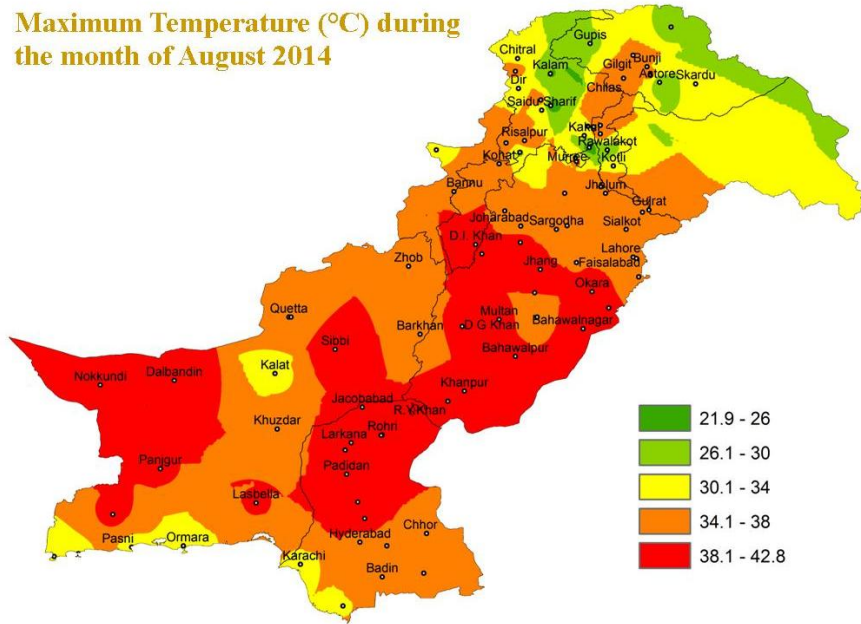 Maximum Temperature (°C) during
the month of August 2014
Gupis
Chitral
Kalam
Gilgit
Bunji
Dir
Astore
Skardu
Chilas
Saidu Sharif
Kakul
Risalpur
Rawalakot
Kohat
Murree
Kotli
Bannu
Jhelum
Gujrat
Joharabad
Sargodha
Sialkot
D.I. Khan
Lahore
Zhob
Jhang
Faisalabad
Okara
Quetta
Multan
Barkhan
D G Khan
Bahawalnagar
Sibbi
Bahawalpur
Kalat
Nokkundi
Dalbandin
Khanpur
Jacobabad
R.Y.Khan
Khuzdar
Larkana
Rohri
Panjgur
Padidan
Lasbella
Chhor
Pasni
Ormara
Hyderabad
Karachi
Badin
21.9 - 26
26.1 - 30
30.1 - 34
34.1 - 38
38.1 - 42.8